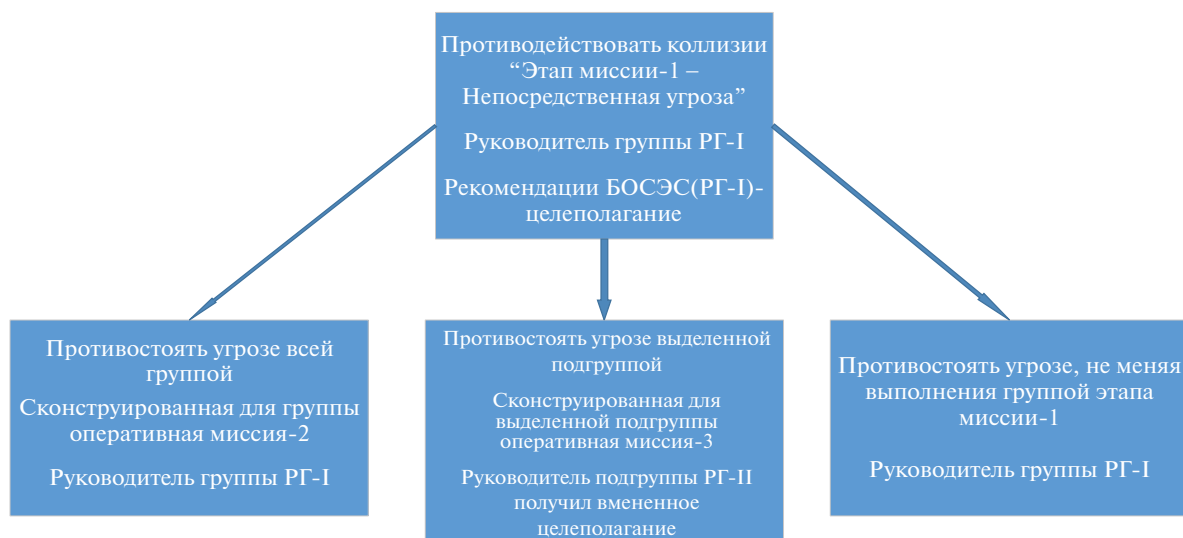 Противодействовать коллизии
“Этап миссии-1 –
Непосредственная угроза”
Руководитель группы РГ-I
Рекомендации БОСЭС(РГ-I)-
целеполагание
Противостоять угрозе всей
группой
Сконструированная для группы
оперативная миссия-2
Руководитель группы РГ-I
Противостоять угрозе выделенной
подгруппой
Сконструированная для
выделенной подгруппы
оперативная миссия-3
Руководитель подгруппы РГ-II
получил вмененное
целеполагание
Противостоять угрозе, не меняя
выполнения группой этапа
миссии-1
Руководитель группы РГ-I